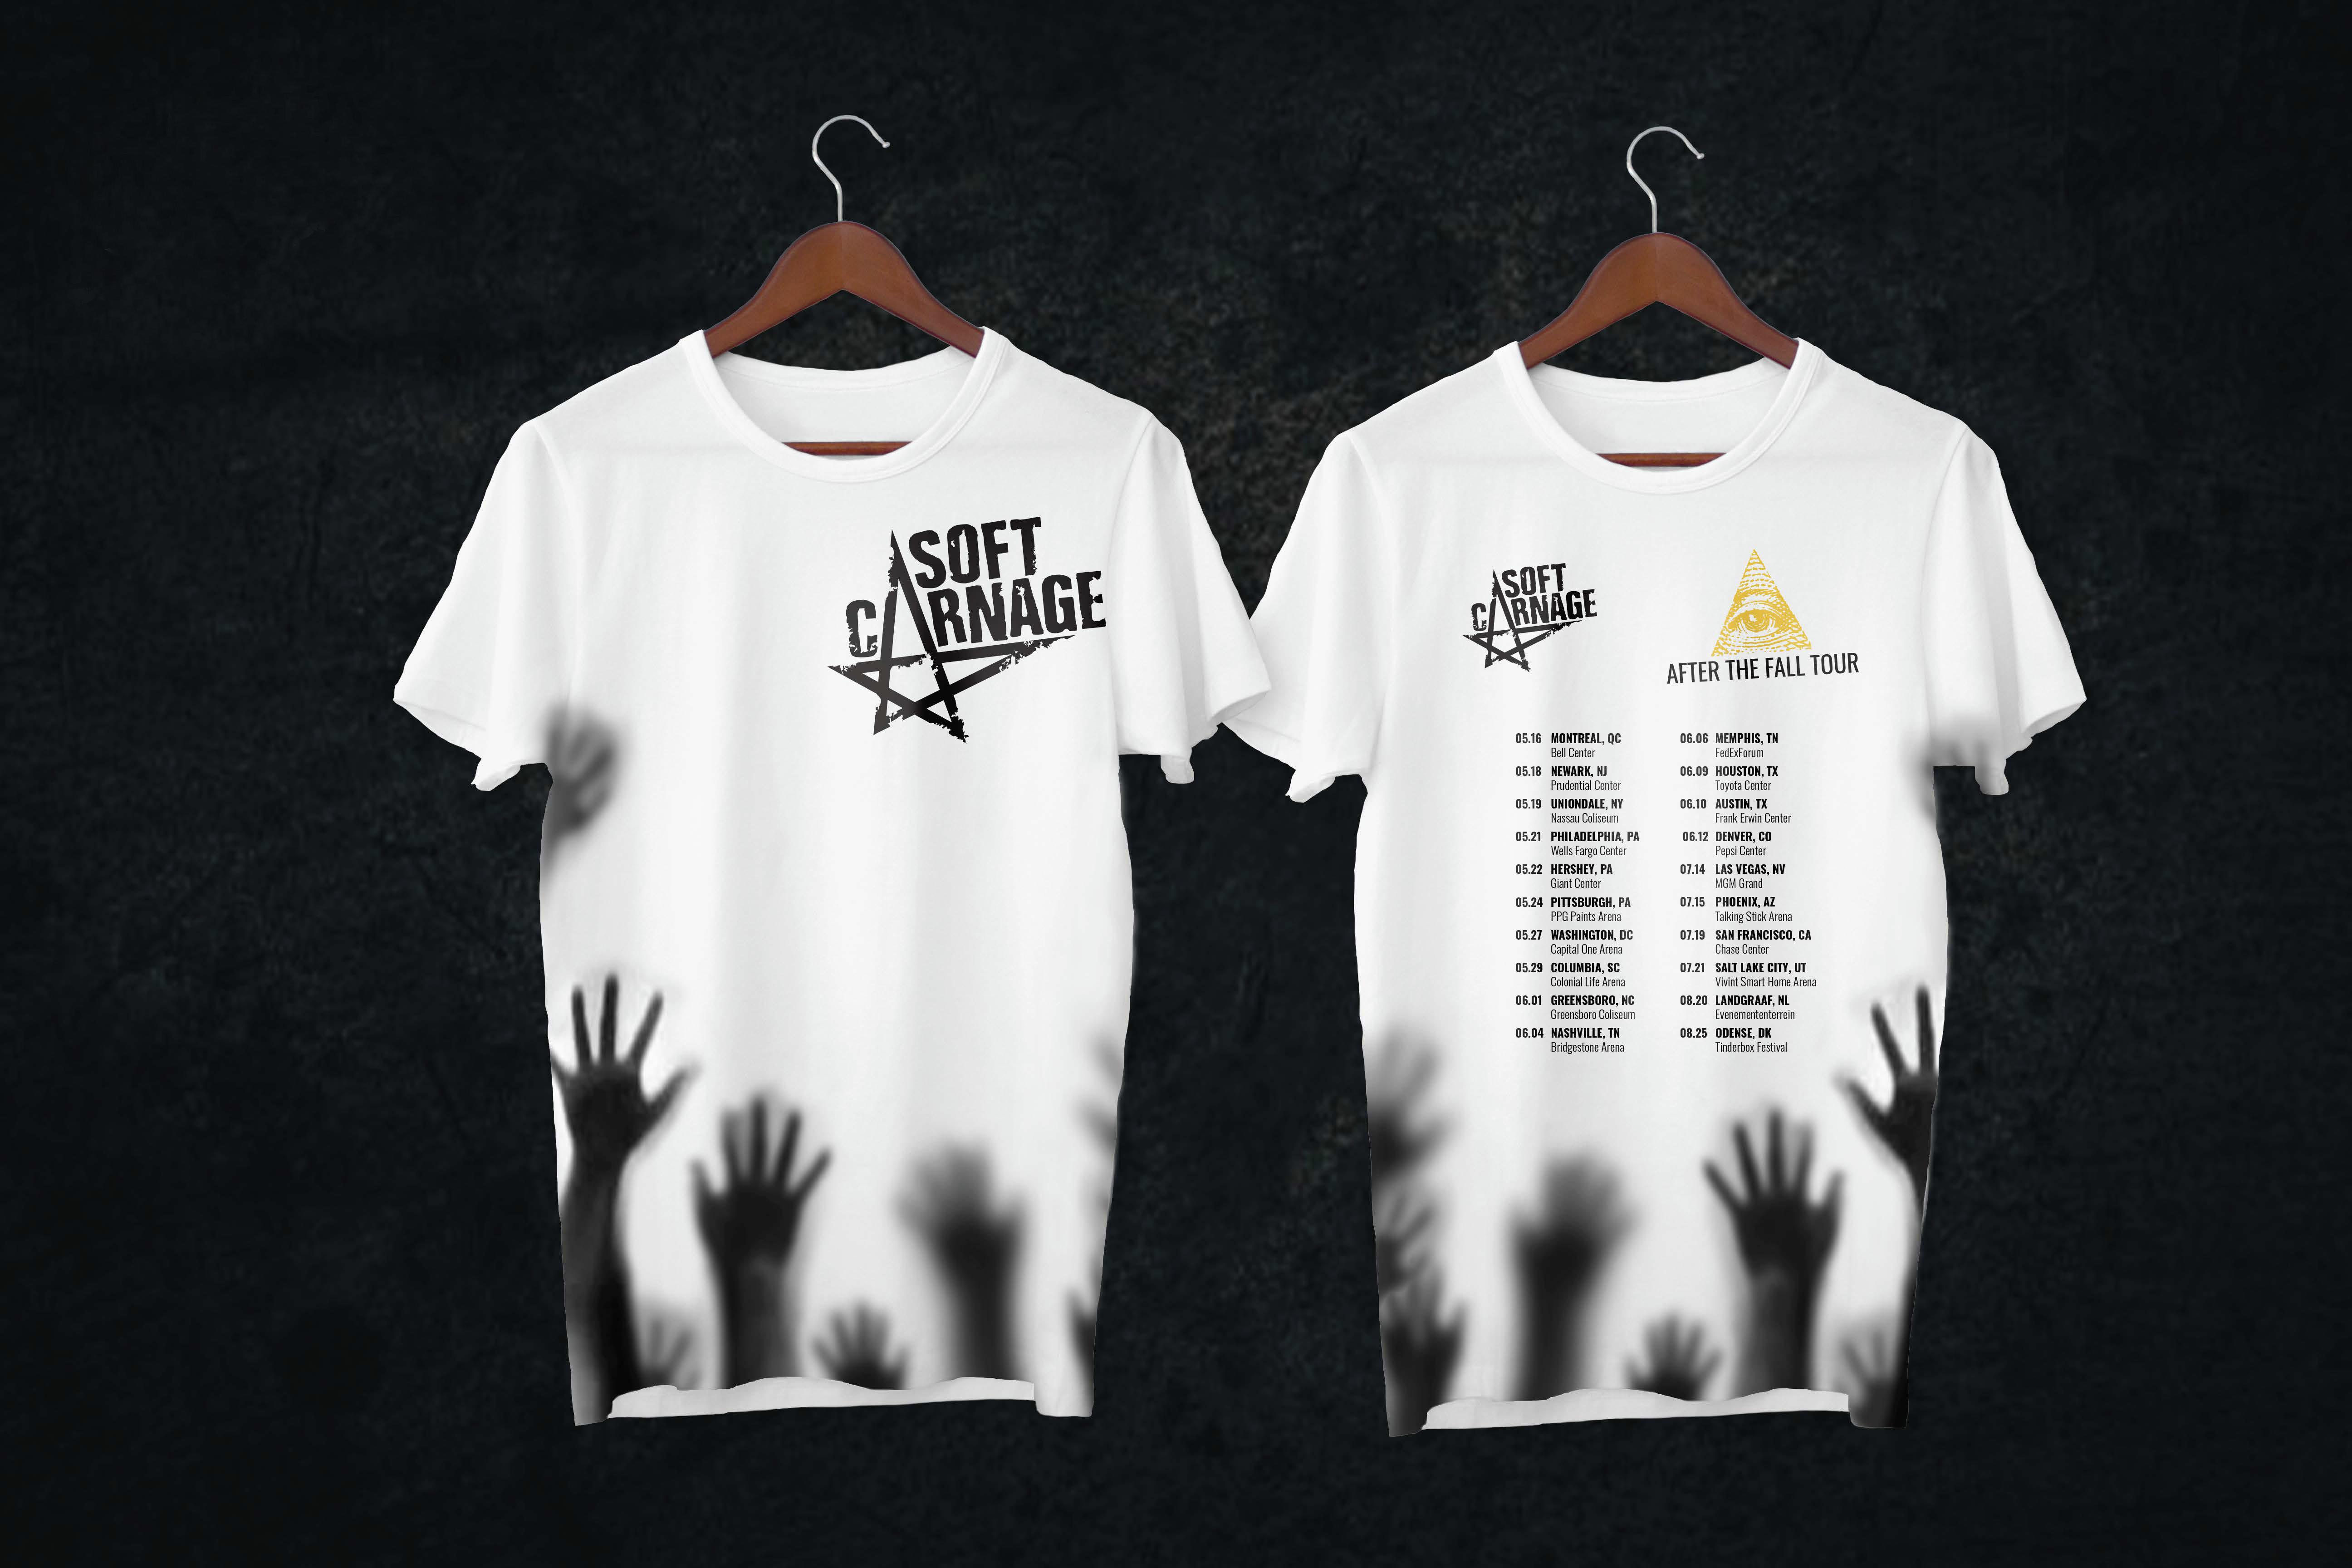 SOFT
CARNAGE
SOFT
CARNAGE
AFTER THE FALL TOUR
05.16 MONTREAL, QC
Bell Center
05.18 NEWARK, NJ
Prudential Center
05.19 UNIONDALE, NY
Nassau Coliseum
05.21 PHILADELPHIA, PA
Wells Fargo Center
05.22 HERSHEY, PA
Giant Center
05.24 PITTSBURGH, PA
PPG Paints Arena
05.27 WASHINGTON, DC
Capital One Arena
05.29 COLUMBIA, SC
Colonial Life Arena
06.01 GREENSBORO, NC
Greensboro Coliseum
06.04 NASHVILLE, TN
Bridgestone Arena
06.06 MEMPHIS, TN
FedExForum
06.09 HOUSTON, TX
Toyota Center
06.10 AUSTIN, TX
Frank Erwin Center
06.12 DENVER, CO
Pepsi Center
07.14 LAS VEGAS, NV
MGM Grand
07.15 PHOENIX, AZ
Talking Stick Arena
07.19 SAN FRANCISCO, CA
Chase Center
07.21 SALT LAKE CITY, UT
Vivint Smart Home Arena
08.20 LANDGRAAF, NL
Evenemententerrein
08.25 ODENSE, DK
Tinderbox Festival